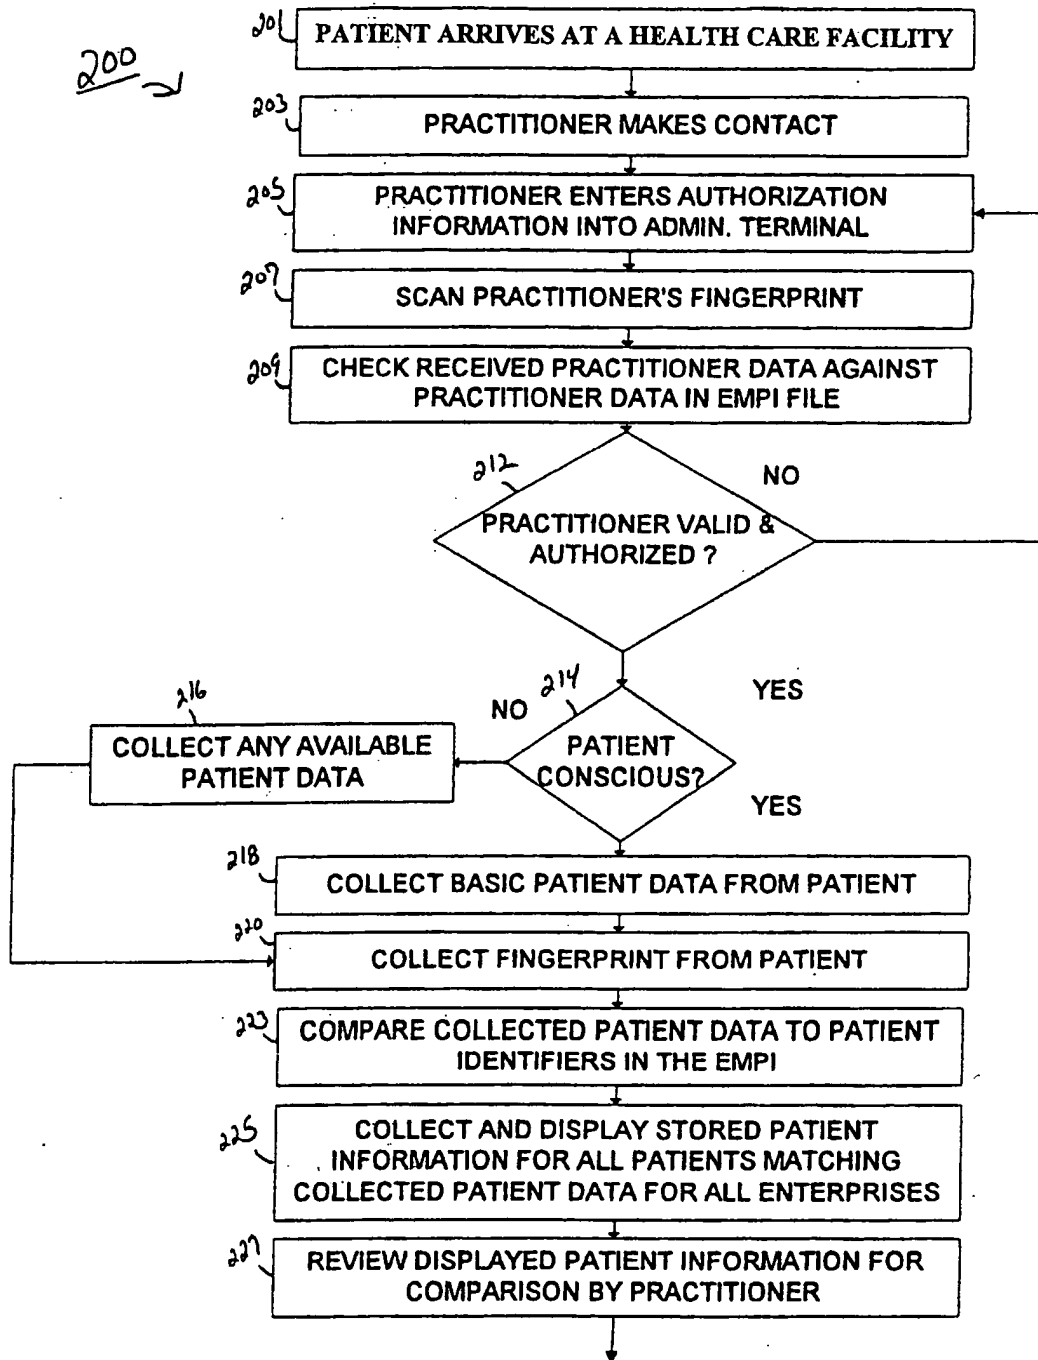 200
201
PATIENT ARRIVES AT A HEALTH CARE FACILITY
203
PRACTITIONER MAKES CONTACT
205
PRACTITIONER ENTERS AUTHORIZATION
INFORMATION INTO ADMIN. TERMINAL
207
SCAN PRACTITIONER'S FINGERPRINT
209
CHECK RECEIVED PRACTITIONER DATA AGAINST
PRACTITIONER DATA IN EMPI FILE
212
NO
PRACTITIONER VALID &
AUTHORIZED ?
214
YES
216
NO
COLLECT ANY AVAILABLE
PATIENT DATA
PATIENT
CONSCIOUS?
YES
218
COLLECT BASIC PATIENT DATA FROM PATIENT
220
COLLECT FINGERPRINT FROM PATIENT
223
COMPARE COLLECTED PATIENT DATA TO PATIENT
IDENTIFIERS IN THE EMPI
225
COLLECT AND DISPLAY STORED PATIENT
INFORMATION FOR ALL PATIENTS MATCHING
COLLECTED PATIENT DATA FOR ALL ENTERPRISES
227
REVIEW DISPLAYED PATIENT INFORMATION FOR
COMPARISON BY PRACTITIONER